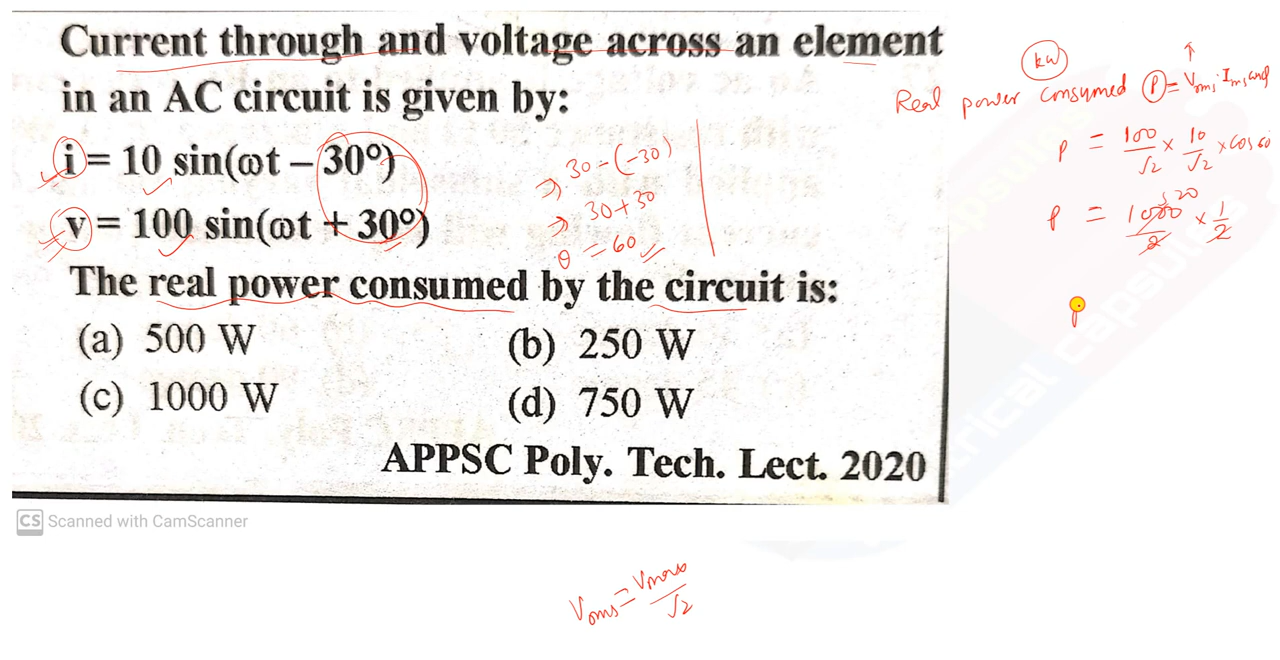 Current through and voltage across an element
in an AC circuit is given by:
i = 10 sin(ωt – 30°)
v = 100 sin(ωt + 30°)
The real power consumed by the circuit is:
(a) 500 W
(b) 250 W
(c) 1000 W
(d) 750 W
APPSC Poly. Tech. Lect. 2020
CS Scanned with CamScanner
⇒ 30 - (-30)
⇒ 30 + 30
θ = 60
kw
Real power consumed P =
P = 100/√2 × 10/√2 × cos 60
P = 1000/2 × 1/2
P
Vrms = Vmax/√2